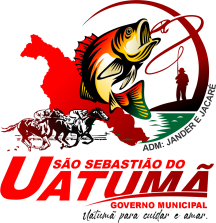 ADM: JANDER E JACARÉ
SÃO SEBASTIÃO DO
UATUMÃ
GOVERNO MUNICIPAL
Uatumã para cuidar e amar.